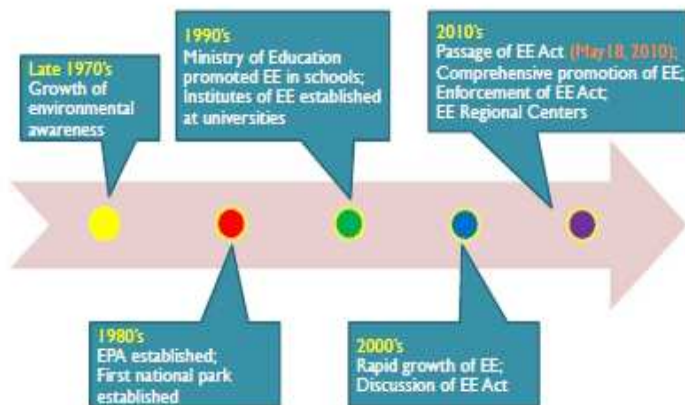 Late 1970's
Growth of
environmental
awareness
1980's
EPA established;
First national park
established
1990's
Ministry of Education
promoted EE in schools;
Institutes of EE established
at universities
2000's
Rapid growth of EE;
Discussion of EE Act
2010's
Passage of EE Act (May18, 2010);
Comprehensive promotion of EE;
Enforcement of EE Act;
EE Regional Centers